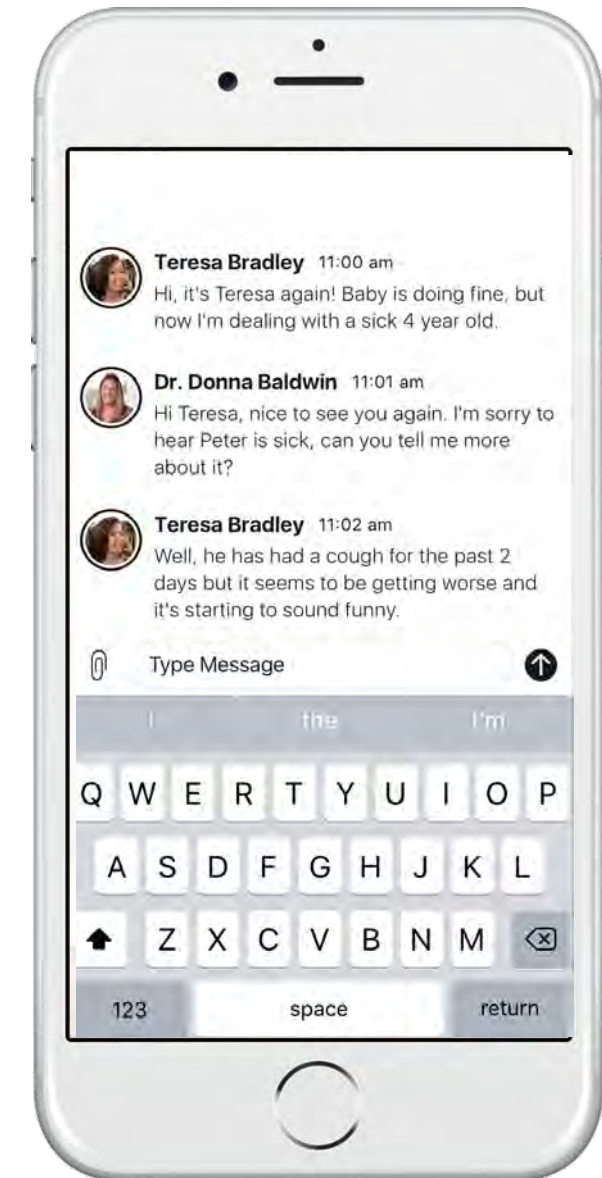 Teresa Bradley 11:00 am
Hi, it's Teresa again! Baby is doing fine, but
now I'm dealing with a sick 4 year old.
Dr. Donna Baldwin 11:01 am
Hi Teresa, nice to see you again. I'm sorry to
hear Peter is sick, can you tell me more
about it?
Teresa Bradley 11:02 am
Well, he has had a cough for the past 2
days but it seems to be getting worse and
it's starting to sound funny.
Type Message
I the I'm
Q W E R T Y U I O P
A S D F G H J K L
Z X C V B N M
123 space return